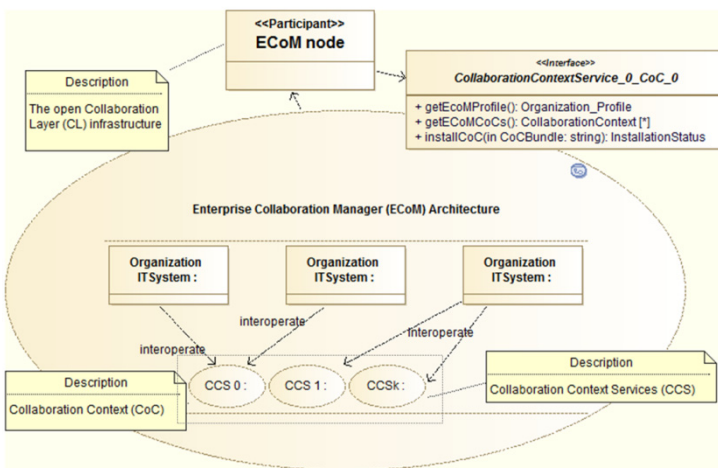 <<Participant>>
ECoM node
Description
The open Collaboration
Layer (CL) infrastructure
<<Interface>>
CollaborationContextService_0_CoC_0
+ getEcoMProfile(): Organization_Profile
+ getECoMCoCs(): CollaborationContext [*]
+ installCoC(in CoCBundle: string): InstallationStatus
Enterprise Collaboration Manager (ECoM) Architecture
Organization
ITSystem :
Organization
ITSystem :
Organization
ITSystem :
interoperate
interoperate
Interoperate
CCS 0 :
CCS 1 :
CCSk :
Description
Collaboration Context (CoC)
Description
Collaboration Context Services (CCS)